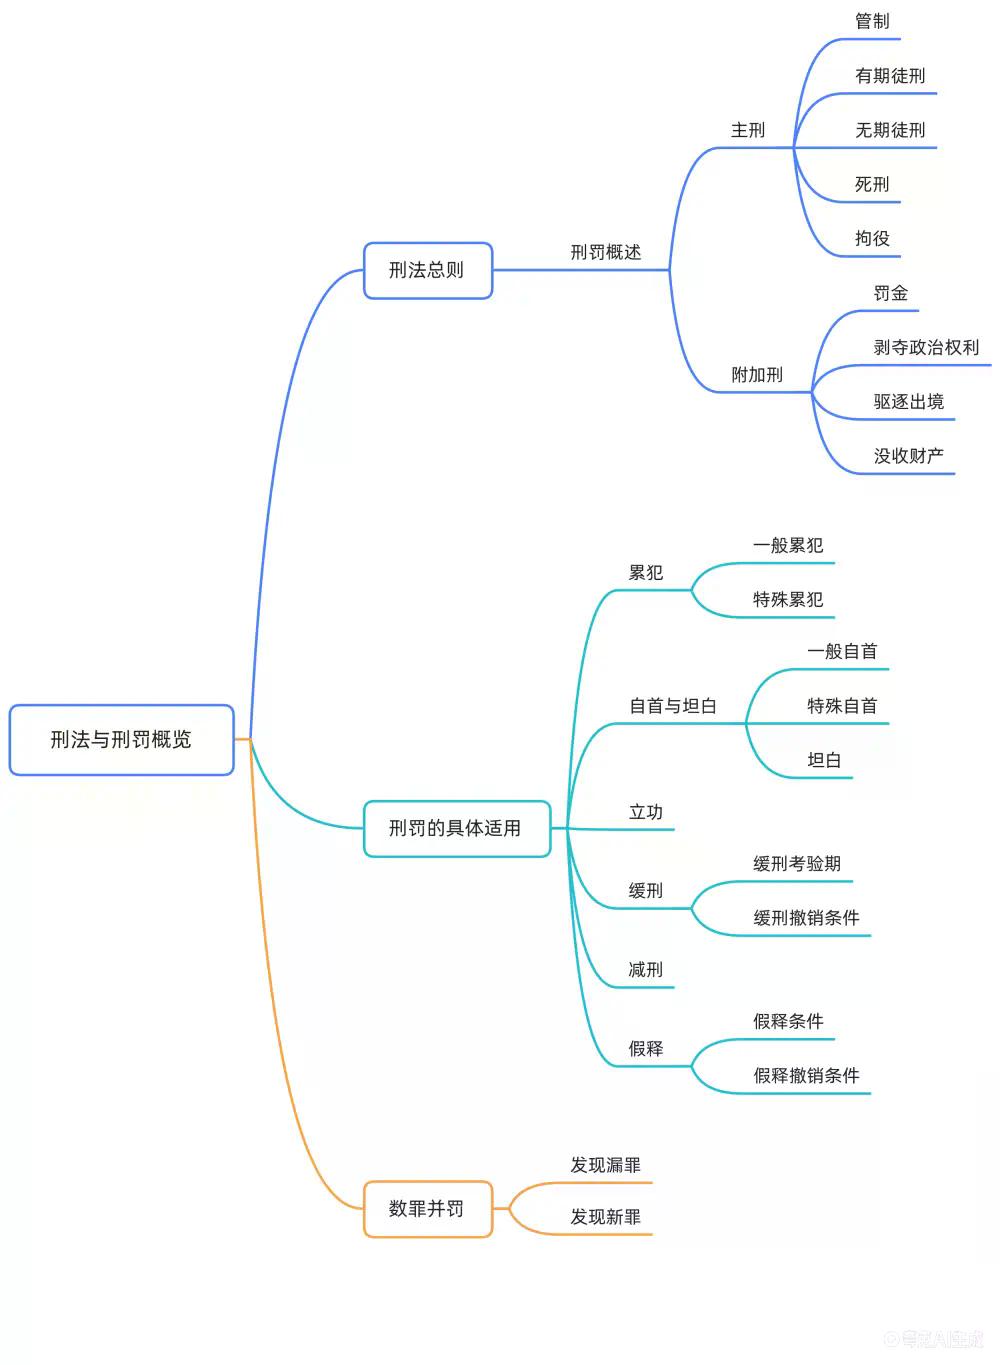 刑法与刑罚概览
刑法总则
刑罚概述
主刑
管制
有期徒刑
无期徒刑
死刑
拘役
附加刑
罚金
剥夺政治权利
驱逐出境
没收财产
刑罚的具体适用
累犯
一般累犯
特殊累犯
自首与坦白
一般自首
特殊自首
坦白
立功
缓刑
缓刑考验期
缓刑撤销条件
减刑
假释
假释条件
假释撤销条件
数罪并罚
发现漏罪
发现新罪